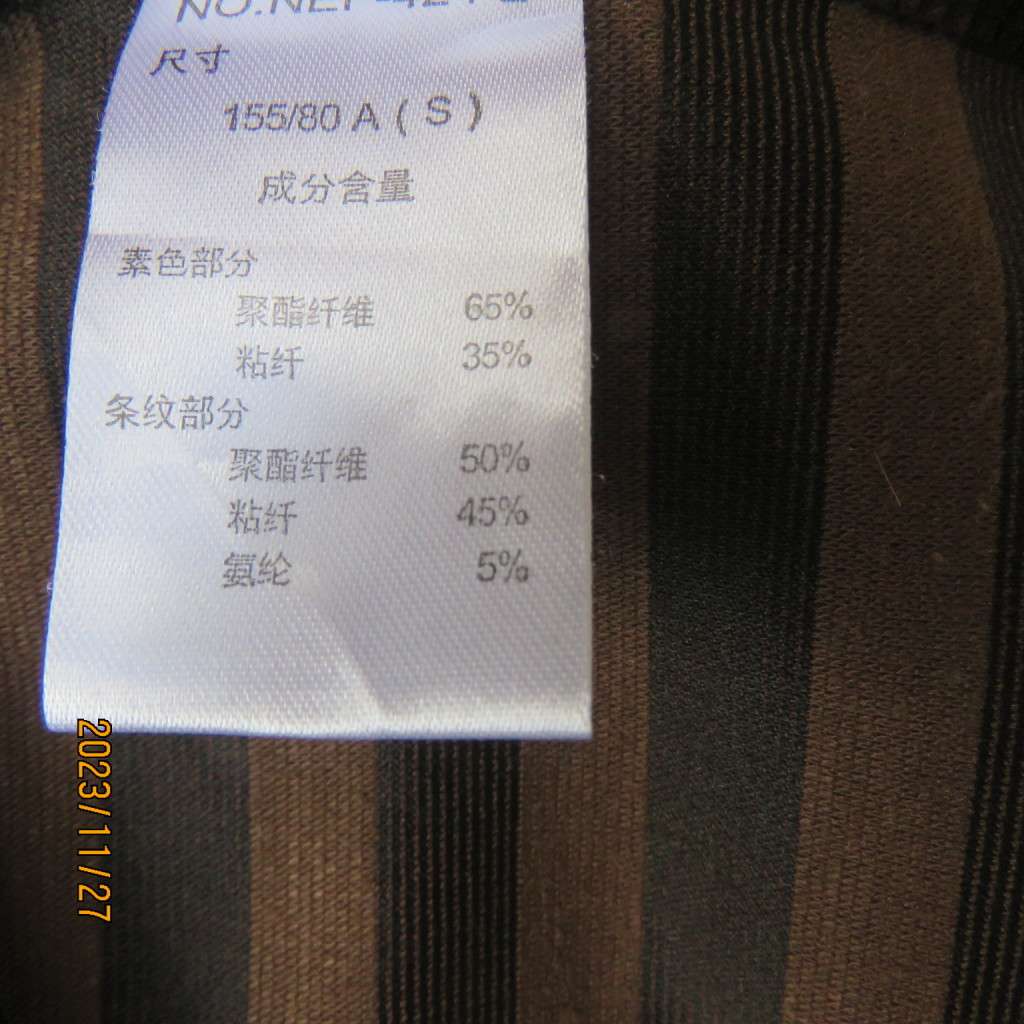 尺寸
155/80 A ( S )
成分含量
素色部分
聚酯纤维 65%
粘纤 35%
条纹部分
聚酯纤维 50%
粘纤 45%
氨纶 5%
2023/11/27